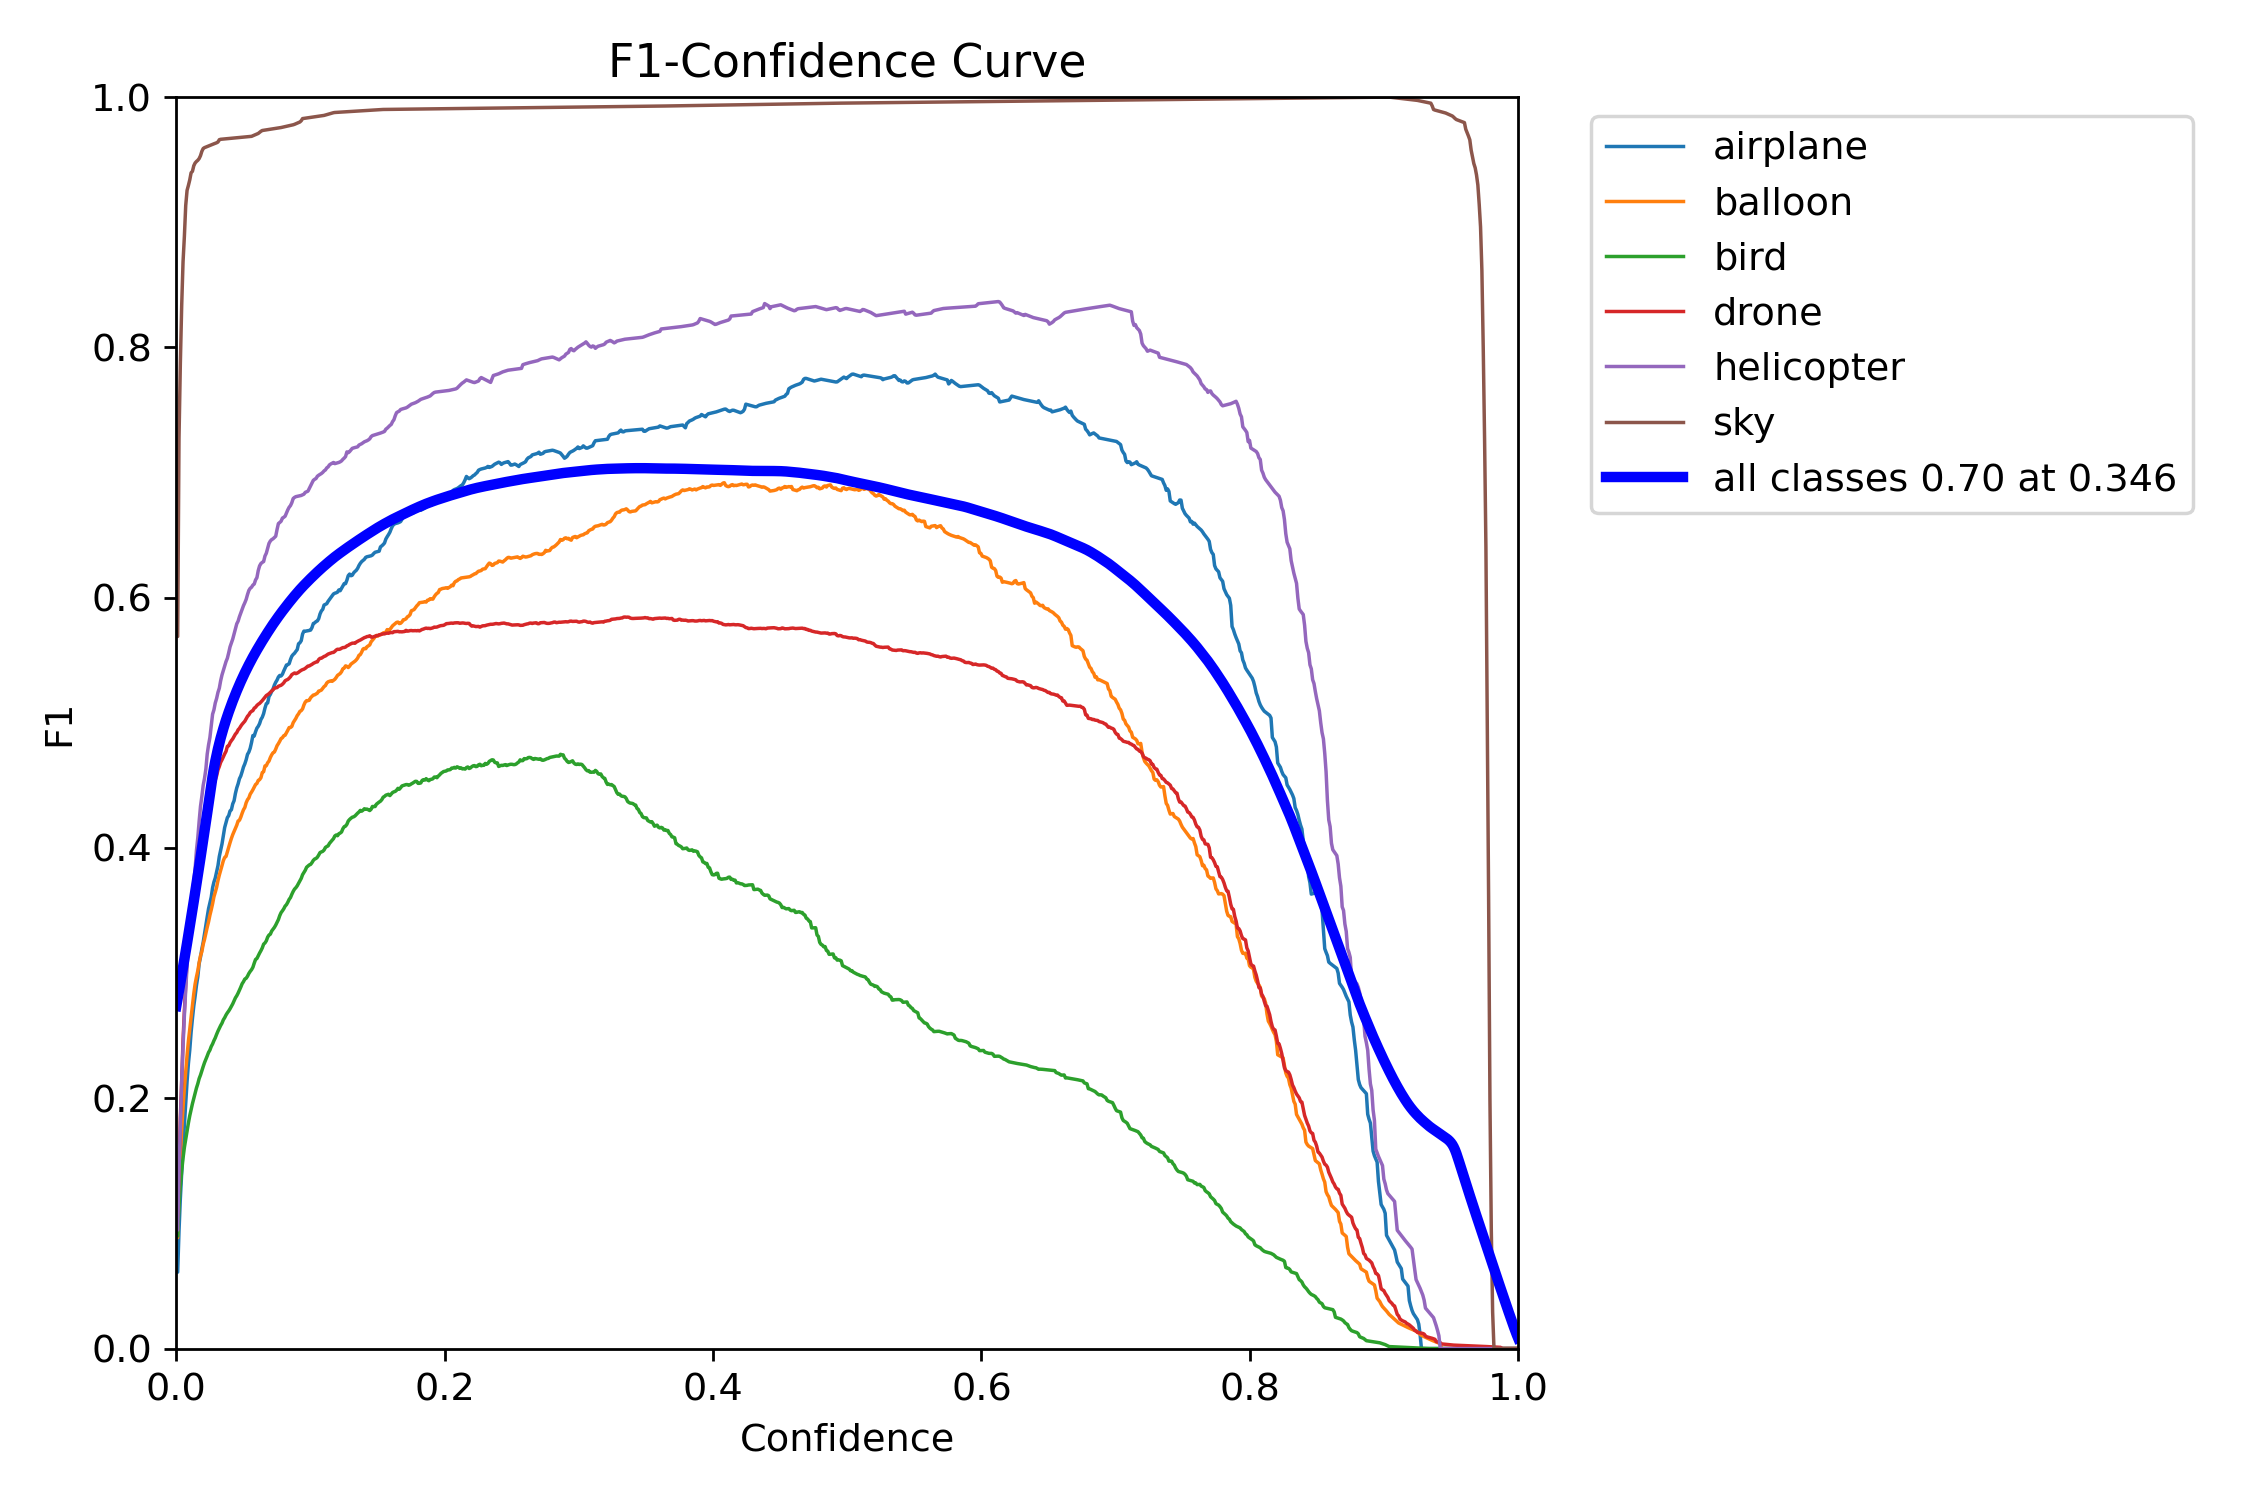 F1-Confidence Curve
1.0
0.8
0.6
0.4
0.2
0.0
F1
0.0 0.2 0.4 0.6 0.8 1.0
Confidence
airplane
balloon
bird
drone
helicopter
sky
all classes 0.70 at 0.346